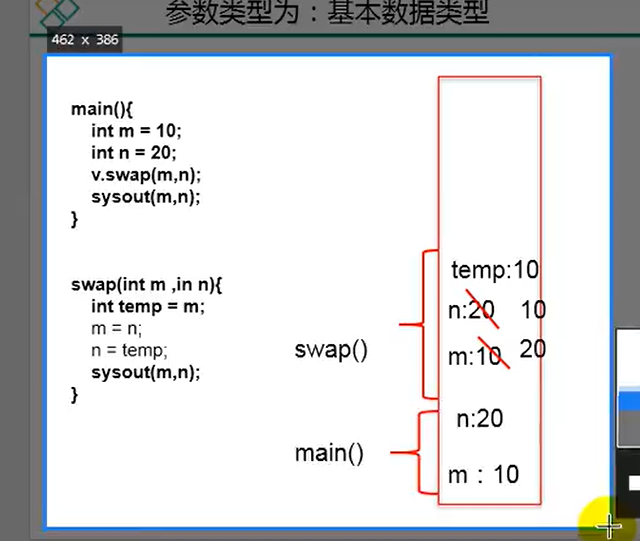 参数类型为：基本数据类型
462 x 386
main(){
int m = 10;
int n = 20;
v.swap(m,n);
sysout(m,n);
}
swap(int m ,in n){
int temp = m;
m = n;
n = temp;
sysout(m,n);
}
temp:10
n:20 10
m:10 20
swap()
n:20
main()
m：10